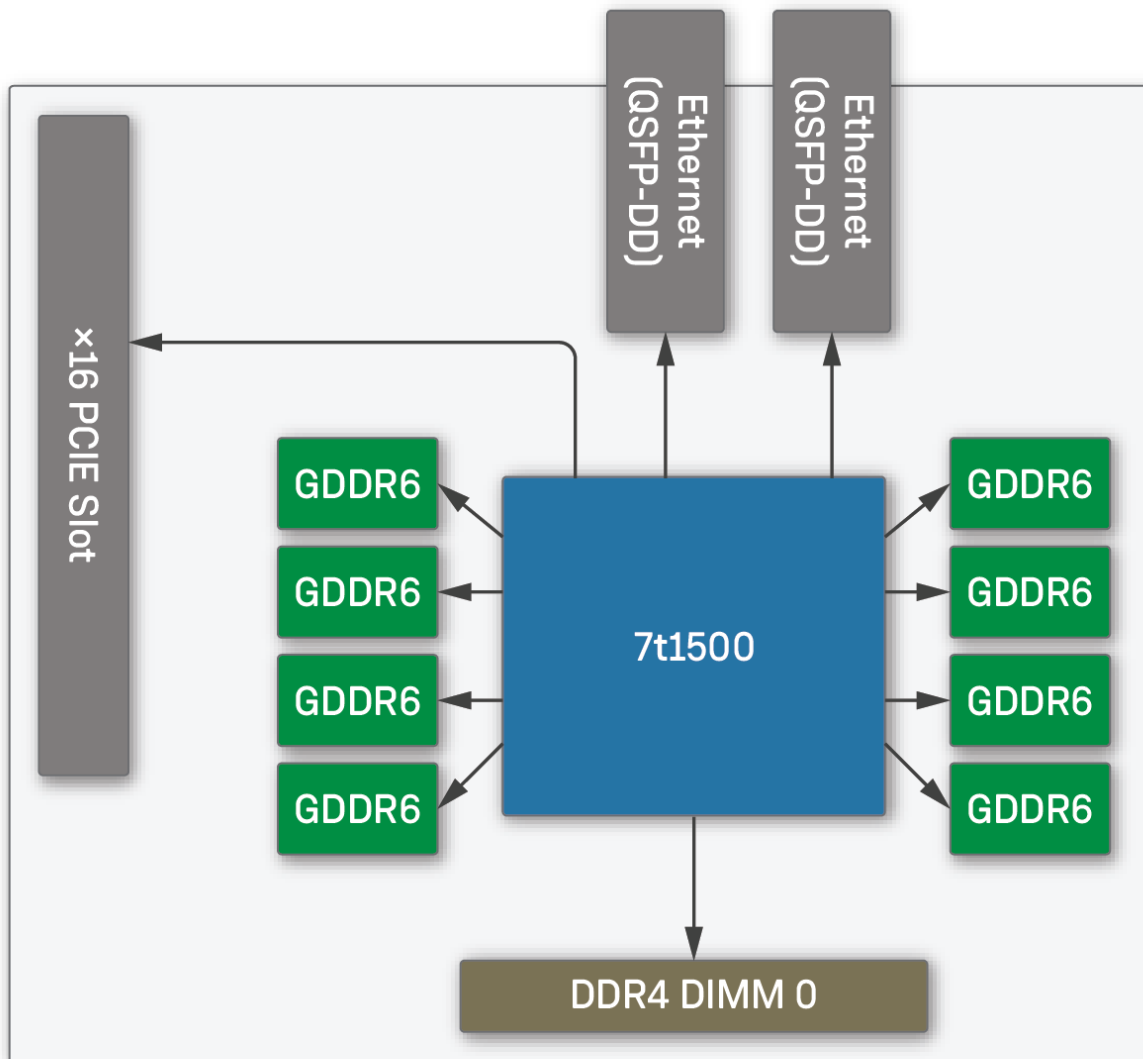 Ethernet
(QSFP-DD)
Ethernet
(QSFP-DD)
×16 PCIE Slot
GDDR6
GDDR6
GDDR6
GDDR6
7t1500
GDDR6
GDDR6
GDDR6
GDDR6
DDR4 DIMM 0